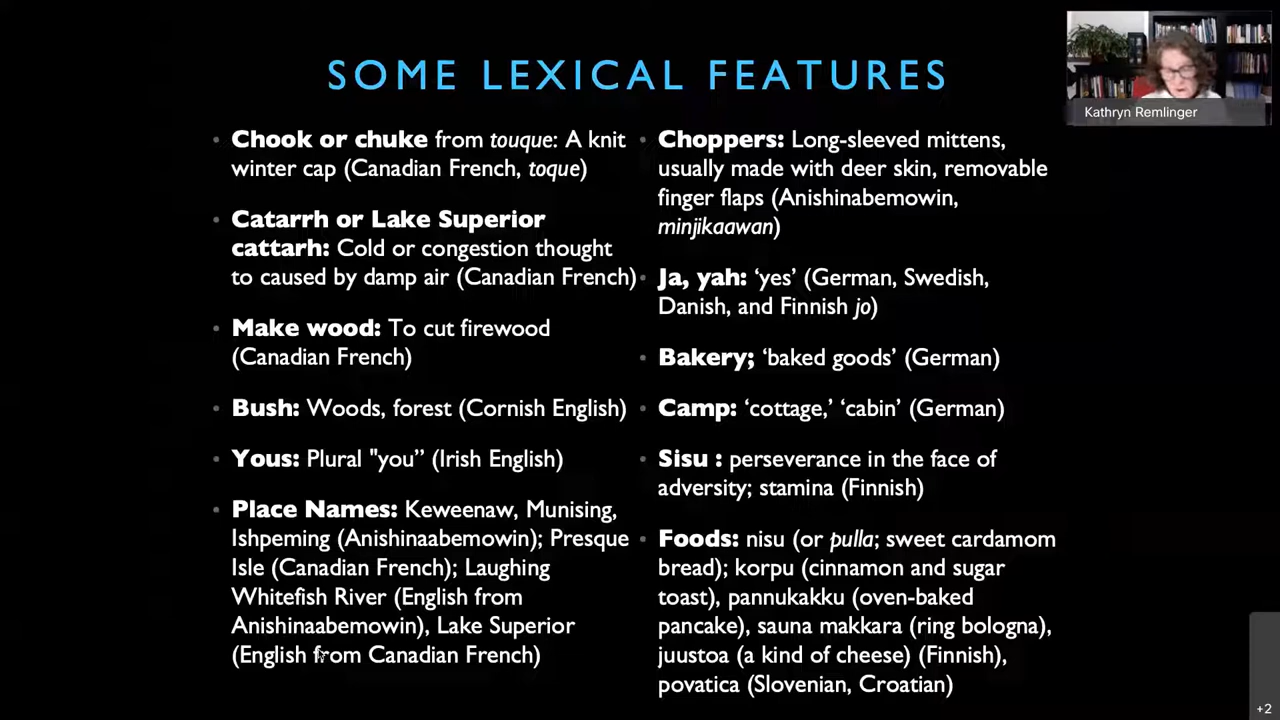 SOME LEXICAL FEATURES
Kathryn Remlinger
Chook or chuke from touque: A knit
winter cap (Canadian French, toque)
Catarrh or Lake Superior
cattarh: Cold or congestion thought
to caused by damp air (Canadian French)
Make wood: To cut firewood
(Canadian French)
Bush: Woods, forest (Cornish English)
Yous: Plural "you” (Irish English)
Place Names: Keweenaw, Munising,
Ishpeming (Anishinaabemowin); Presque
Isle (Canadian French); Laughing
Whitefish River (English from
Anishinaabemowin), Lake Superior
(English from Canadian French)
Choppers: Long-sleeved mittens,
usually made with deer skin, removable
finger flaps (Anishinabemowin,
minjikaawan)
Ja, yah: ‘yes’ (German, Swedish,
Danish, and Finnish jo)
Bakery; ‘baked goods’ (German)
Camp: ‘cottage,’ ‘cabin’ (German)
Sisu : perseverance in the face of
adversity; stamina (Finnish)
Foods: nisu (or pulla; sweet cardamom
bread); korpu (cinnamon and sugar
toast), pannukakku (oven-baked
pancake), sauna makkara (ring bologna),
juustoa (a kind of cheese) (Finnish),
povatica (Slovenian, Croatian)
+2